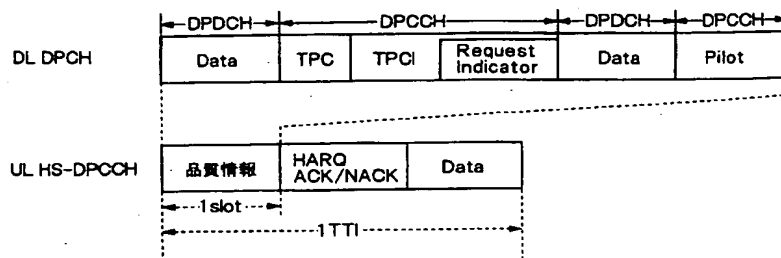 DPDCH DPCCH DPDCH DPCCH
DL DPCH Data TPC TPCI Request Indicator Data Pilot
UL HS-DPCCH 品質情報 HARQ ACK/NACK Data
1slot
1TTI